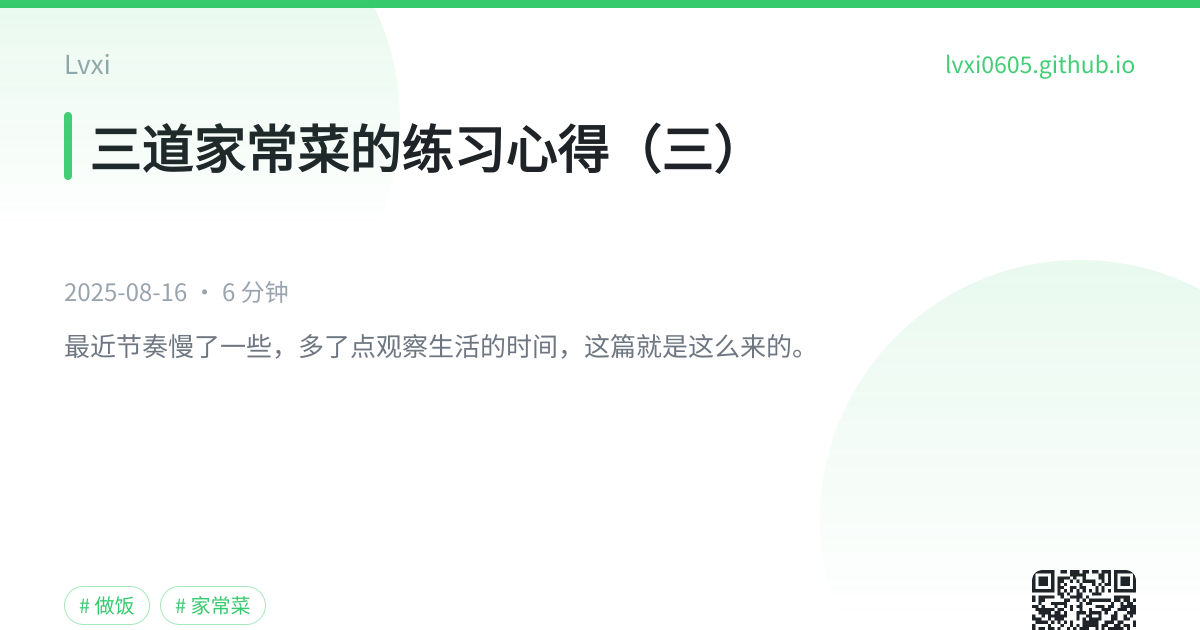 Lvxi
lvxi0605.github.io
三道家常菜的练习心得（三）
2025-08-16 · 6 分钟
最近节奏慢了一些，多了点观察生活的时间，这篇就是这么来的。
# 做饭
# 家常菜